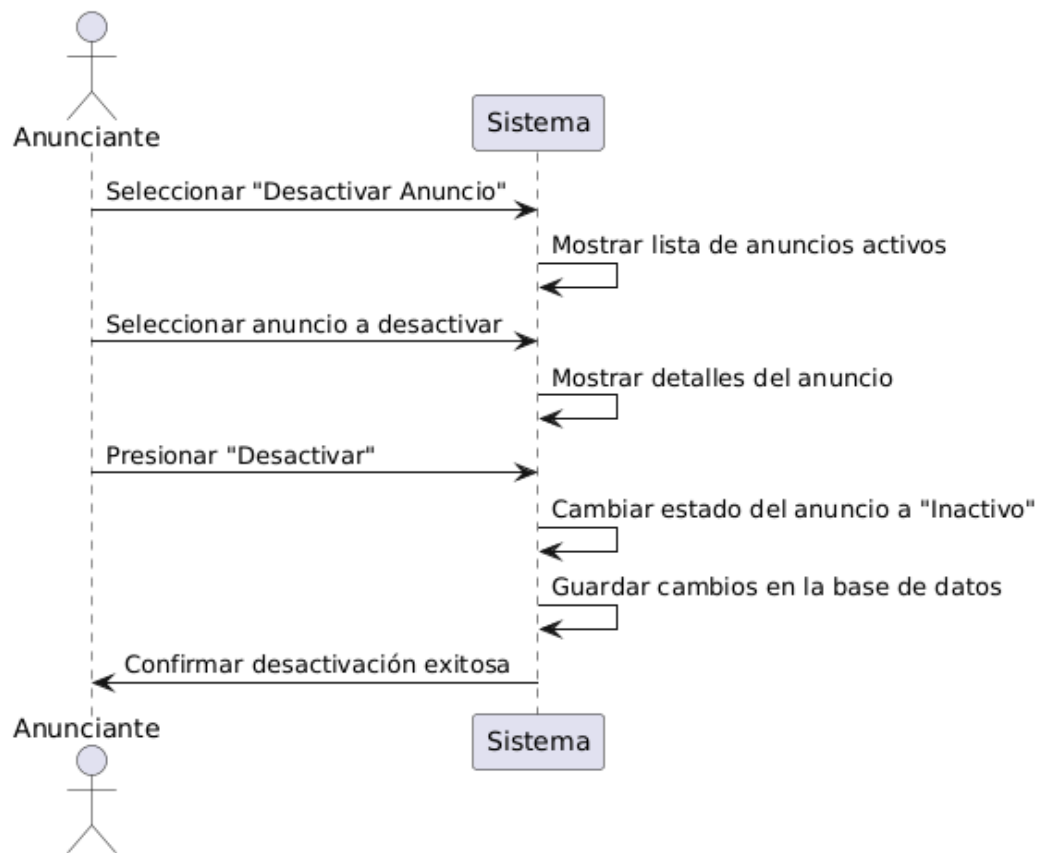 Anunciante
Sistema
Seleccionar "Desactivar Anuncio"
Mostrar lista de anuncios activos
Seleccionar anuncio a desactivar
Mostrar detalles del anuncio
Presionar "Desactivar"
Cambiar estado del anuncio a "Inactivo"
Guardar cambios en la base de datos
Confirmar desactivación exitosa
Anunciante
Sistema